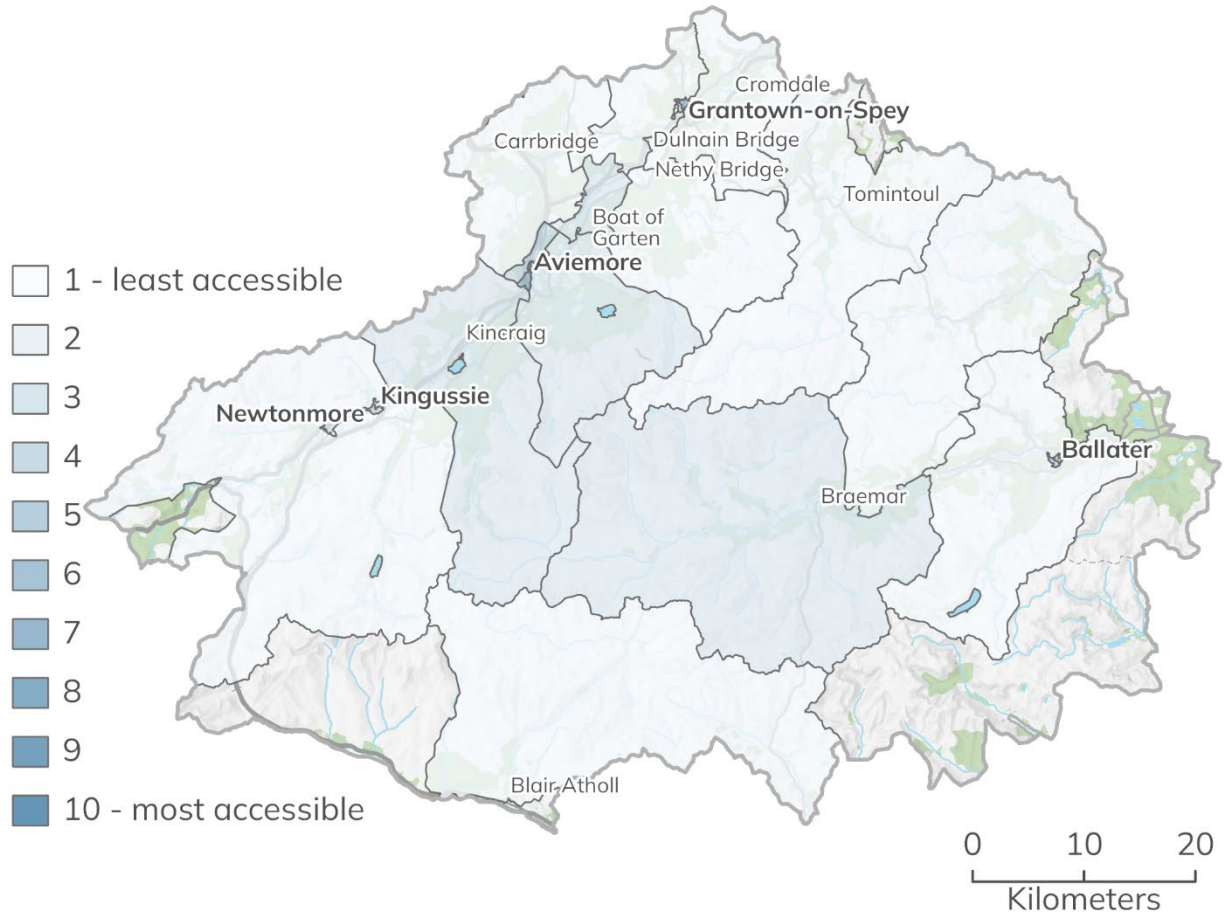 Cromdale
Grantown-on-Spey
Carrbridge
Dulnain Bridge
Nethy Bridge
Tomintoul
Boat of
Garten
Aviemore
Kincraig
Kingussie
Newtonmore
Ballater
Braemar
Blair Atholl
1 - least accessible
2
3
4
5
6
7
8
9
10 - most accessible
0 10 20
Kilometers